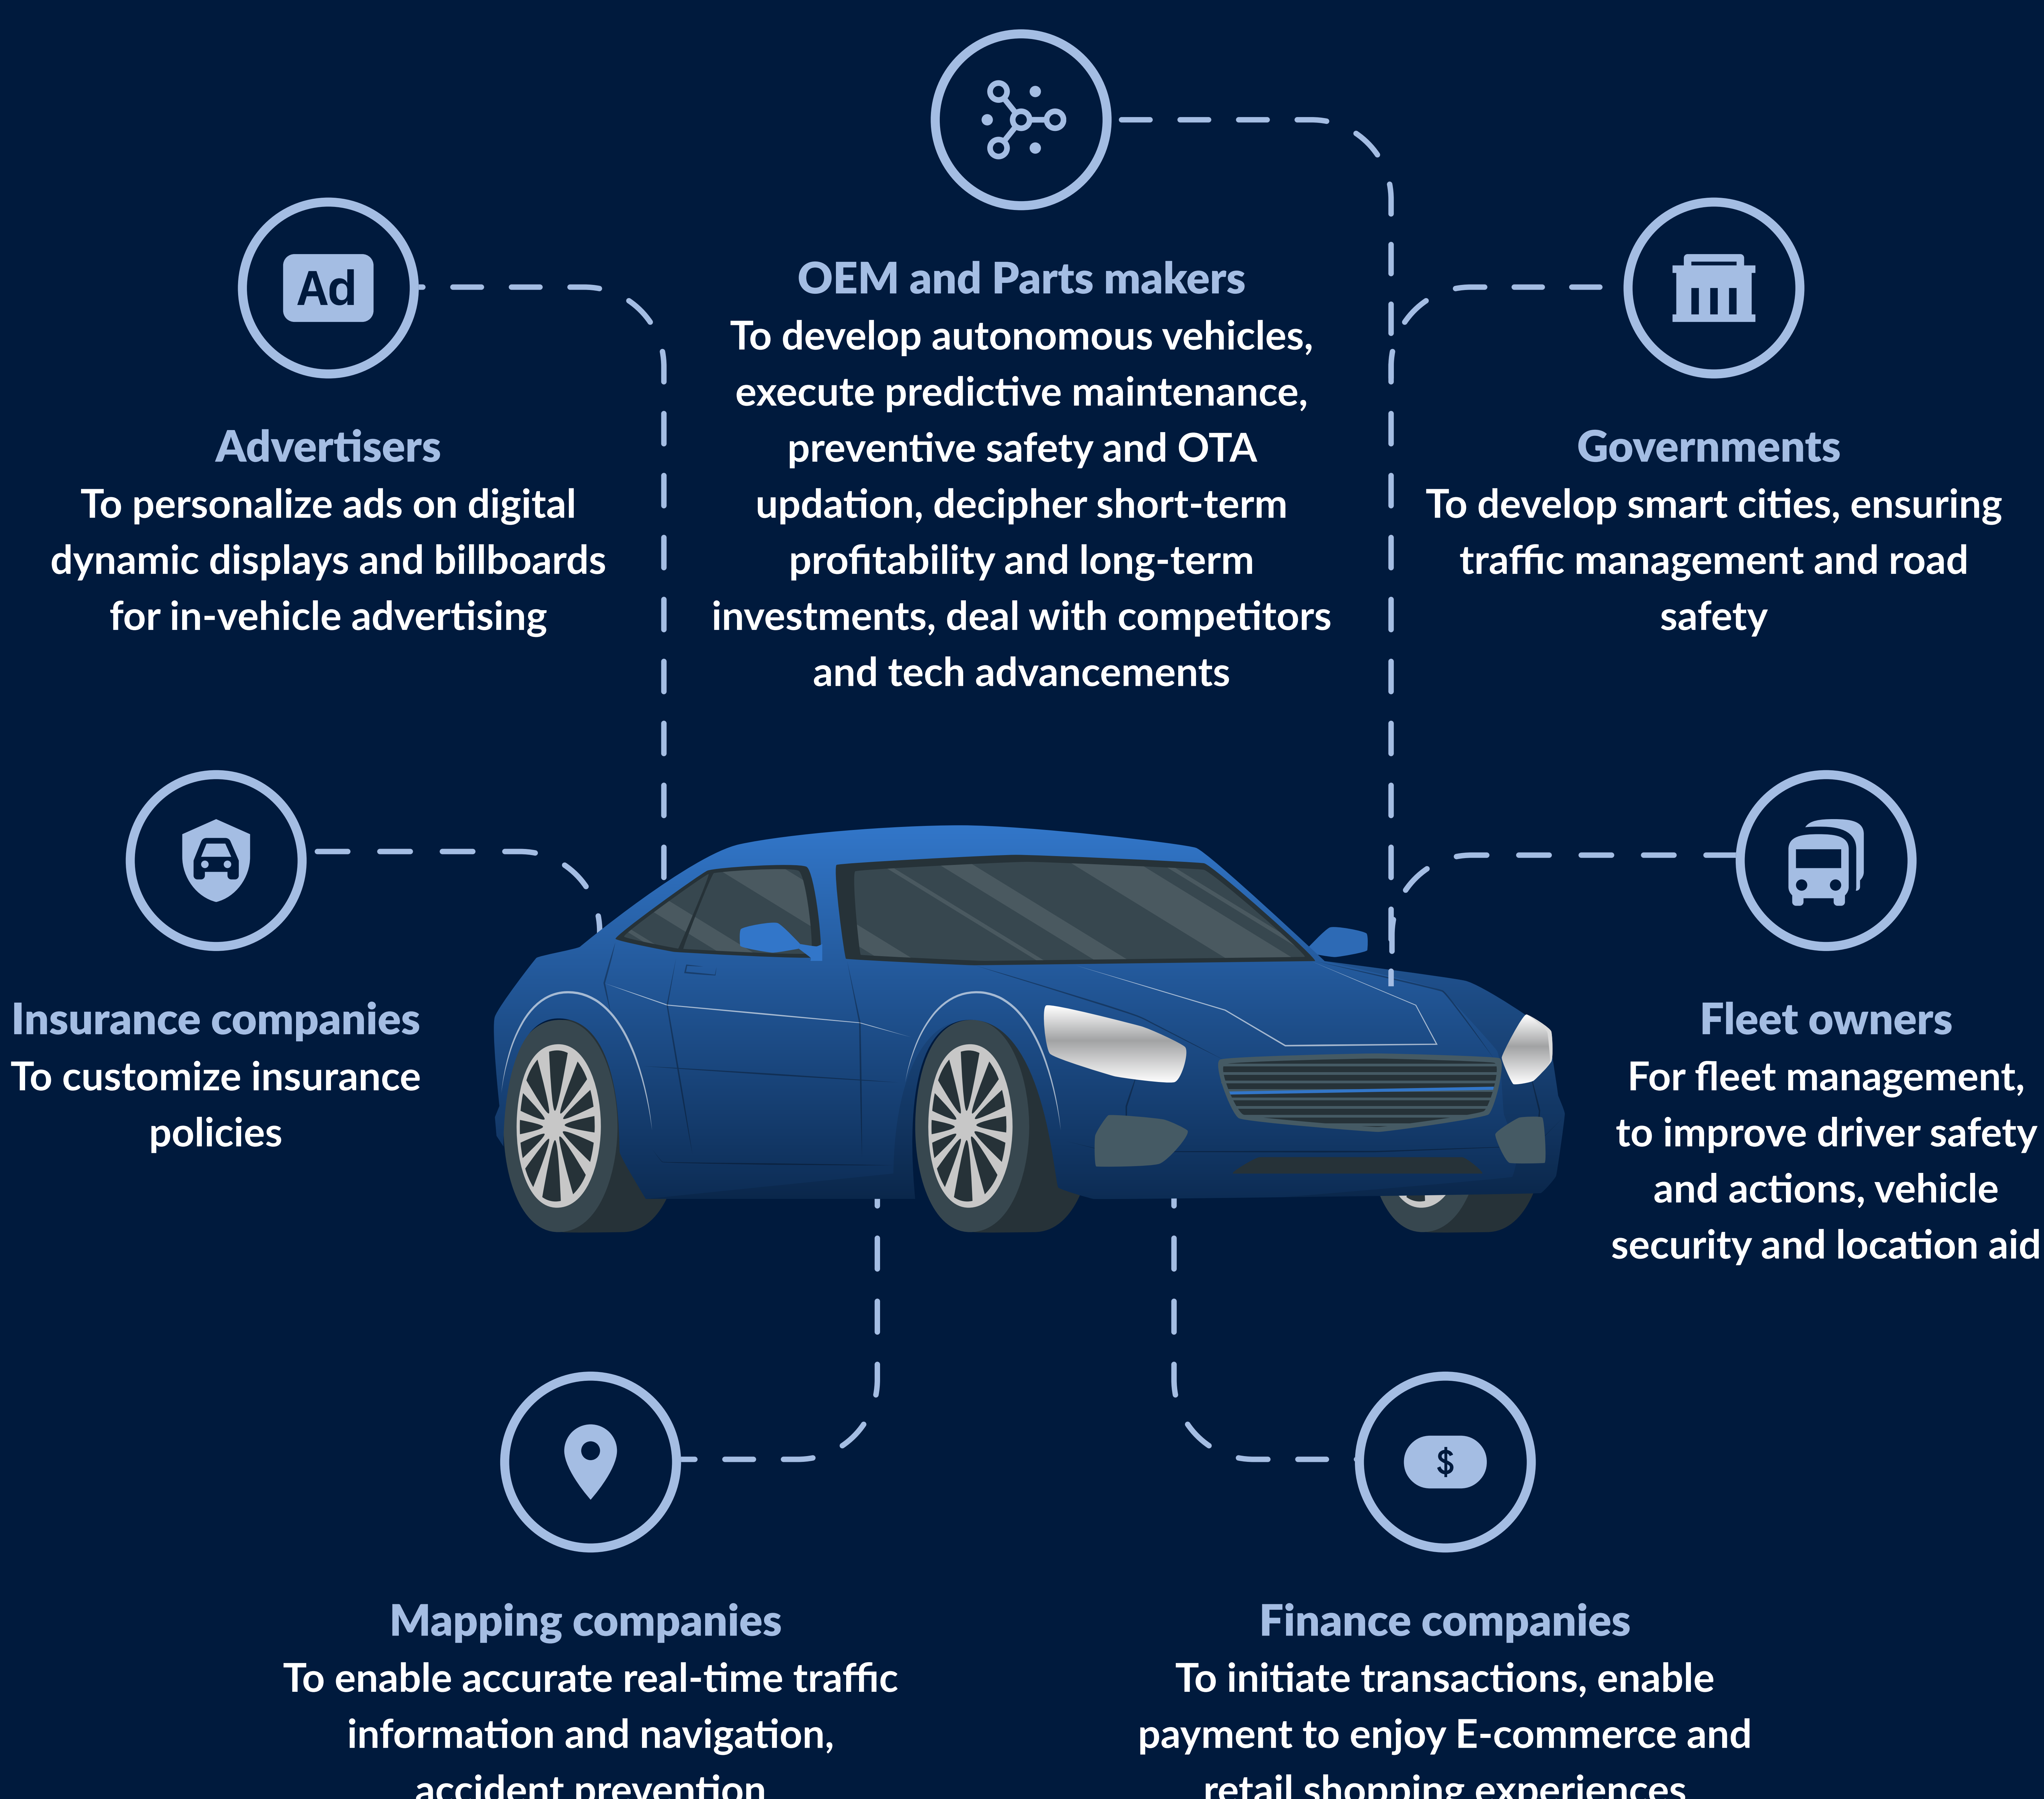 OEM and Parts makers
To develop autonomous vehicles,
execute predictive maintenance,
preventive safety and OTA
updation, decipher short-term
profitability and long-term
investments, deal with competitors
and tech advancements
Ad
Advertisers
To personalize ads on digital
dynamic displays and billboards
for in-vehicle advertising
Governments
To develop smart cities, ensuring
traffic management and road
safety
Insurance companies
To customize insurance
policies
Fleet owners
For fleet management,
to improve driver safety
and actions, vehicle
security and location aid
Mapping companies
To enable accurate real-time traffic
information and navigation,
accident prevention
$
Finance companies
To initiate transactions, enable
payment to enjoy E-commerce and
retail shopping experiences